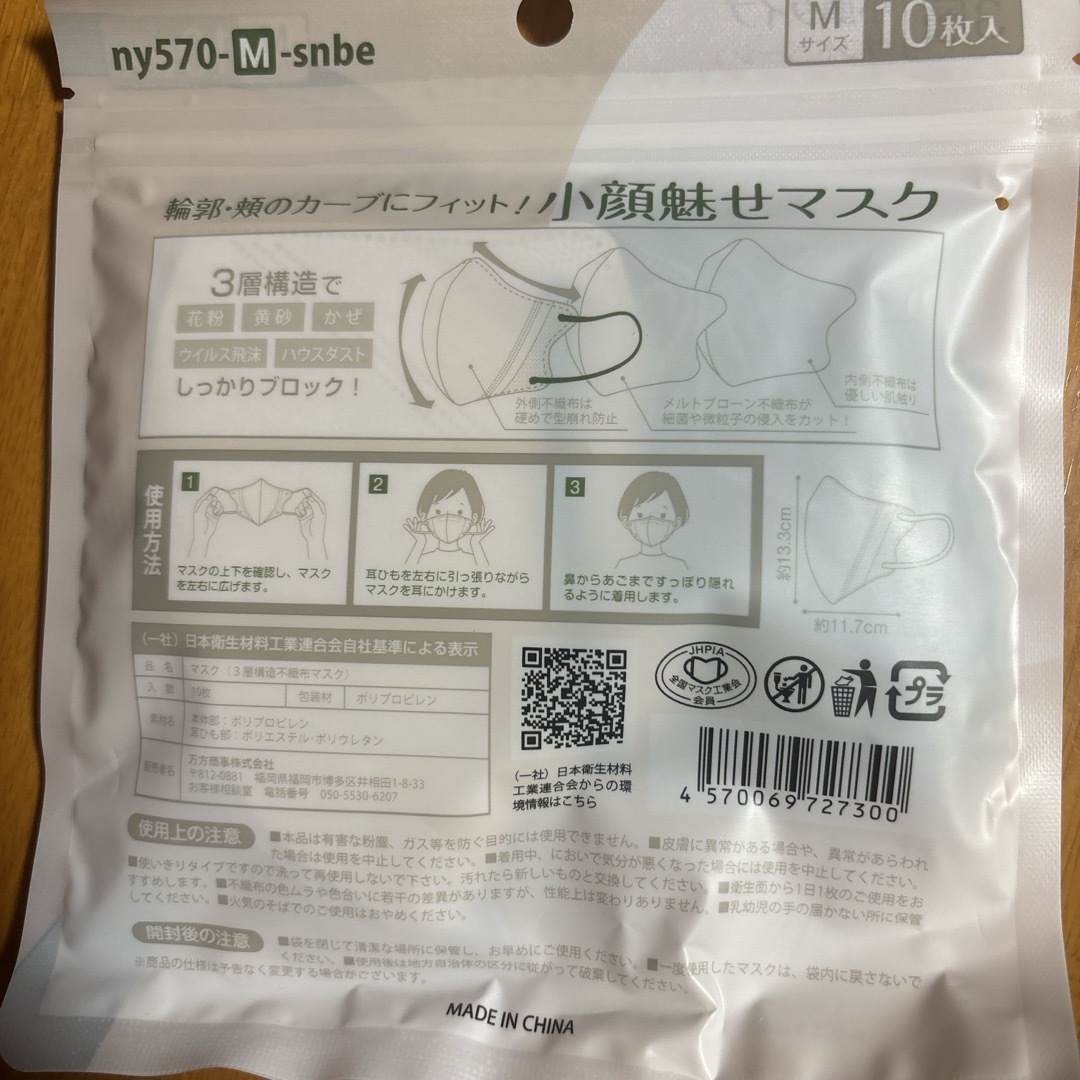 ny570-M-snbe
M
サイズ
10枚入
輪郭・頬のカーブにフィット！小顔魅せマスク
3層構造で
花粉 黄砂 かぜ
ウイルス飛沫 ハウスダスト
しっかりブロック！
外側不織布は
硬めで型崩れ防止
メルトブローン不織布が
細菌や微粒子の侵入をカット！
内側不織布は
優しい肌触り
使用方法
1
マスクの上下を確認し、マスク
を左右に広げます。
2
耳ひもを左右に引っ張りながら
マスクを耳にかけます。
3
鼻からあごまですっぽり隠れ
るように着用します。
約13.3cm
約11.7cm
（一社）日本衛生材料工業連合会自社基準による表示
品 名 マスク（３層構造不織布マスク）
入 数 10枚 包装材 ポリプロピレン
素材名 本体部：ポリプロピレン
耳ひも部：ポリエステル・ポリウレタン
販売者名 万方商事株式会社
〒812-0881 福岡県福岡市博多区井相田1-8-33
お客様相談室 電話番号 050-5530-6207
（一社）日本衛生材料
工業連合会からの環
境情報はこちら
JHPIA
全国マスク工業会
会員
プラ
4 570069 727300
使用上の注意
■本品は有害な粉塵、ガス等を防ぐ目的には使用できません。■皮膚に異常がある場合や、異常があらわれ
た場合は使用を中止してください。■着用中、においで気分が悪くなった場合には使用を中止してください。
■使いきりタイプですので洗って再使用しないで下さい。汚れたら新しいものと交換してください。■衛生面から1日1枚のご使用をお
すすめします。■不織布の色ムラや色合いに若干の差異がありますが、性能上は変わりありません。■乳幼児の手の届かない所に保管
してください。■火気のそばでのご使用はおやめください。
開封後の注意
■袋を閉じて清潔な場所に保管し、お早めにご使用ください。■一度使用したマスクは、袋内に戻さないで
ください。■使用後は地方自治体の区分に従がって破棄してください。
※商品の仕様は予告なく変更する場合がございます。
MADE IN CHINA